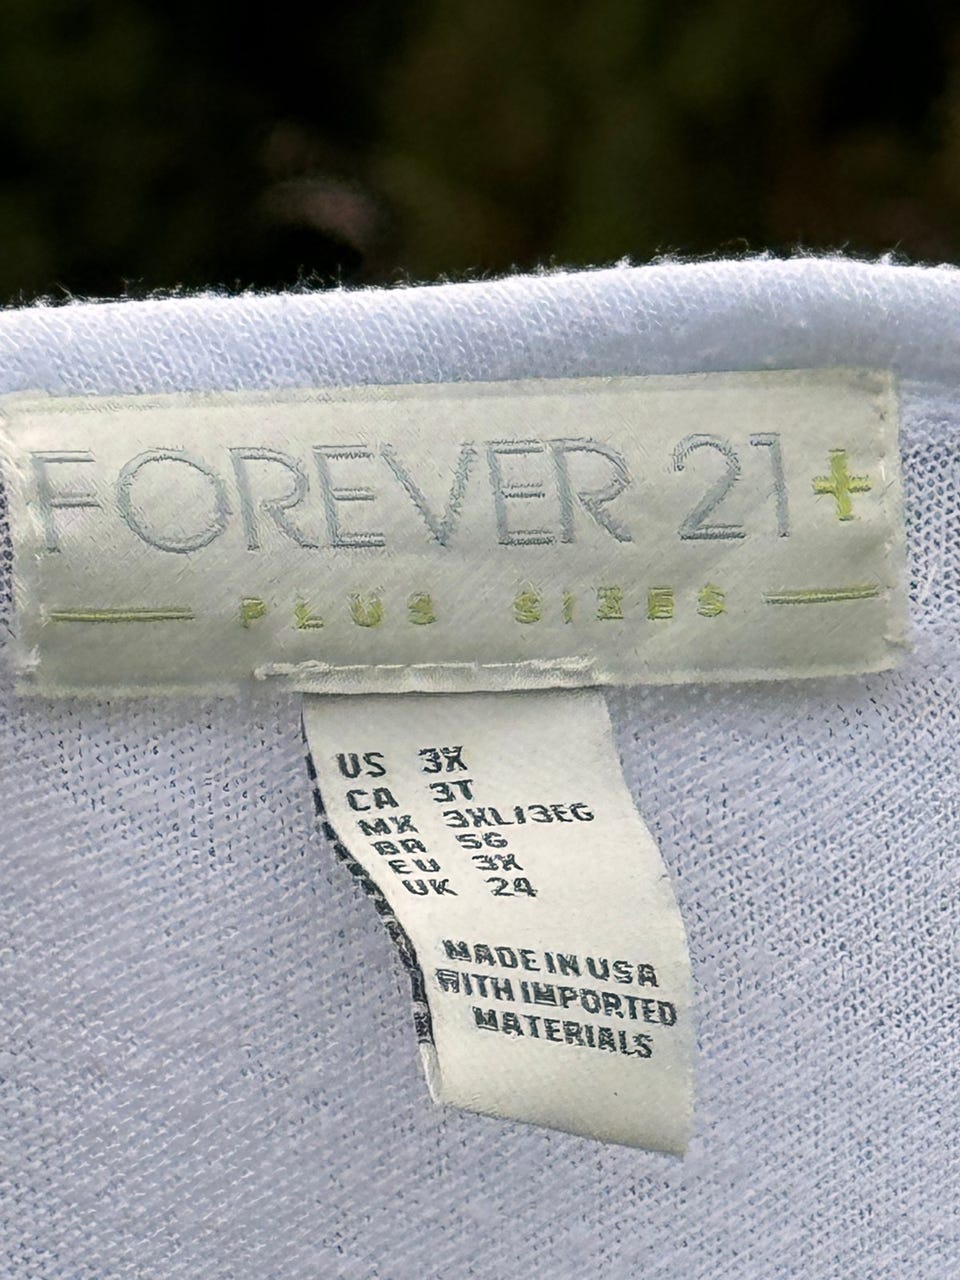 FOREVER 21+
PLUS SIZES
US 3X
CA 3T
MX 3XL/3EG
BR 5G
EU 3X
UK 24
MADE IN USA
WITH IMPORTED
MATERIALS